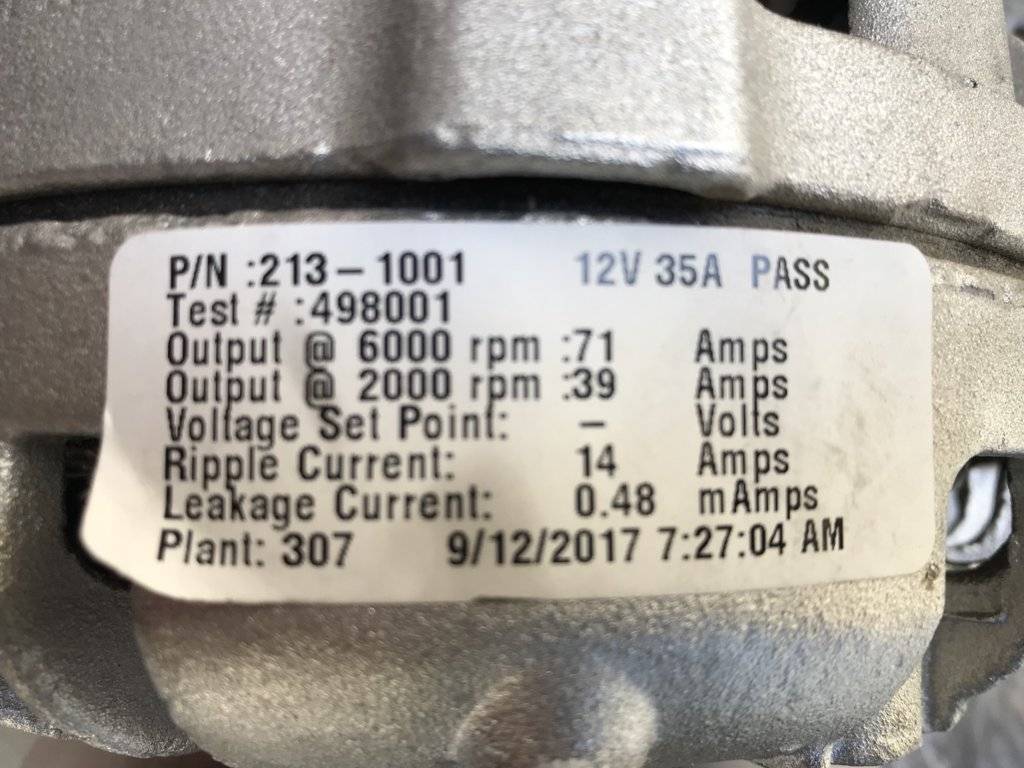 P/N :213-1001 12V 35A PASS
Test # :498001
Output @ 6000 rpm :71 Amps
Output @ 2000 rpm :39 Amps
Voltage Set Point: - Volts
Ripple Current: 14 Amps
Leakage Current: 0.48 mAmps
Plant: 307 9/12/2017 7:27:04 AM